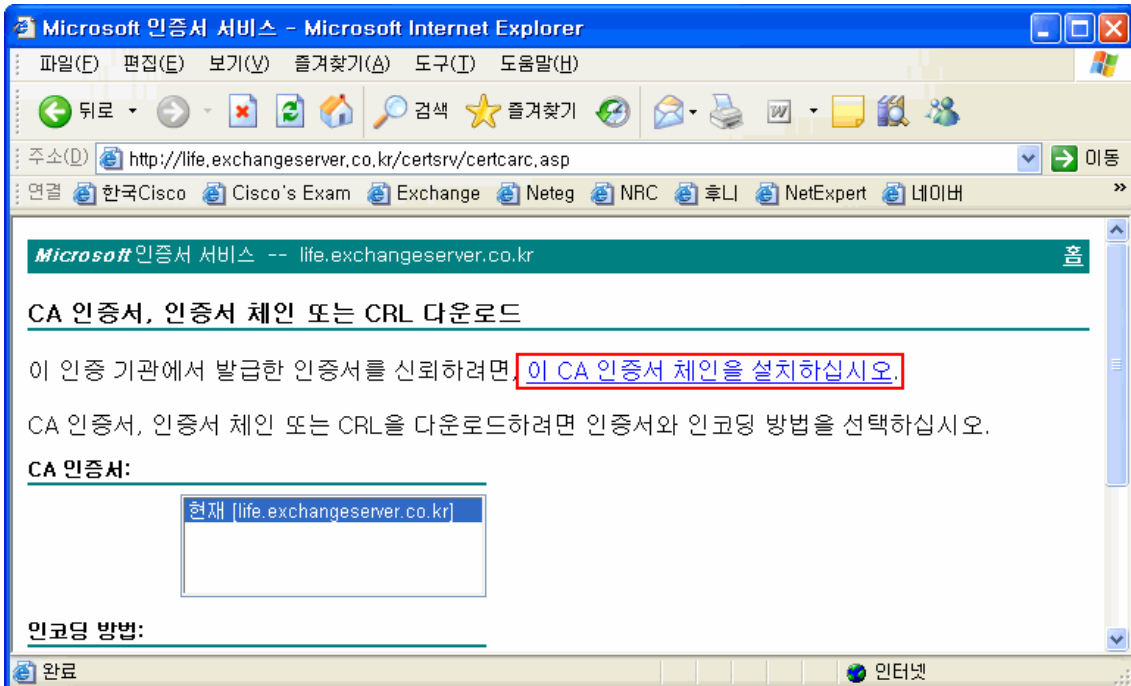 Microsoft 인증서 서비스 - Microsoft Internet Explorer
파일(F) 편집(E) 보기(V) 즐겨찾기(A) 도구(T) 도움말(H)
뒤로 검색 즐겨찾기
주소(D) http://life.exchangeserver.co.kr/certsrv/certcarc.asp 이동
연결 한국Cisco Cisco's Exam Exchange Neteg NRC 후니 NetExpert 네이버 »
Microsoft 인증서 서비스 -- life.exchangeserver.co.kr 홈
CA 인증서, 인증서 체인 또는 CRL 다운로드
이 인증 기관에서 발급한 인증서를 신뢰하려면, 이 CA 인증서 체인을 설치하십시오.
CA 인증서, 인증서 체인 또는 CRL을 다운로드하려면 인증서와 인코딩 방법을 선택하십시오.
CA 인증서:
현재 [life.exchangeserver.co.kr]
인코딩 방법:
완료 인터넷